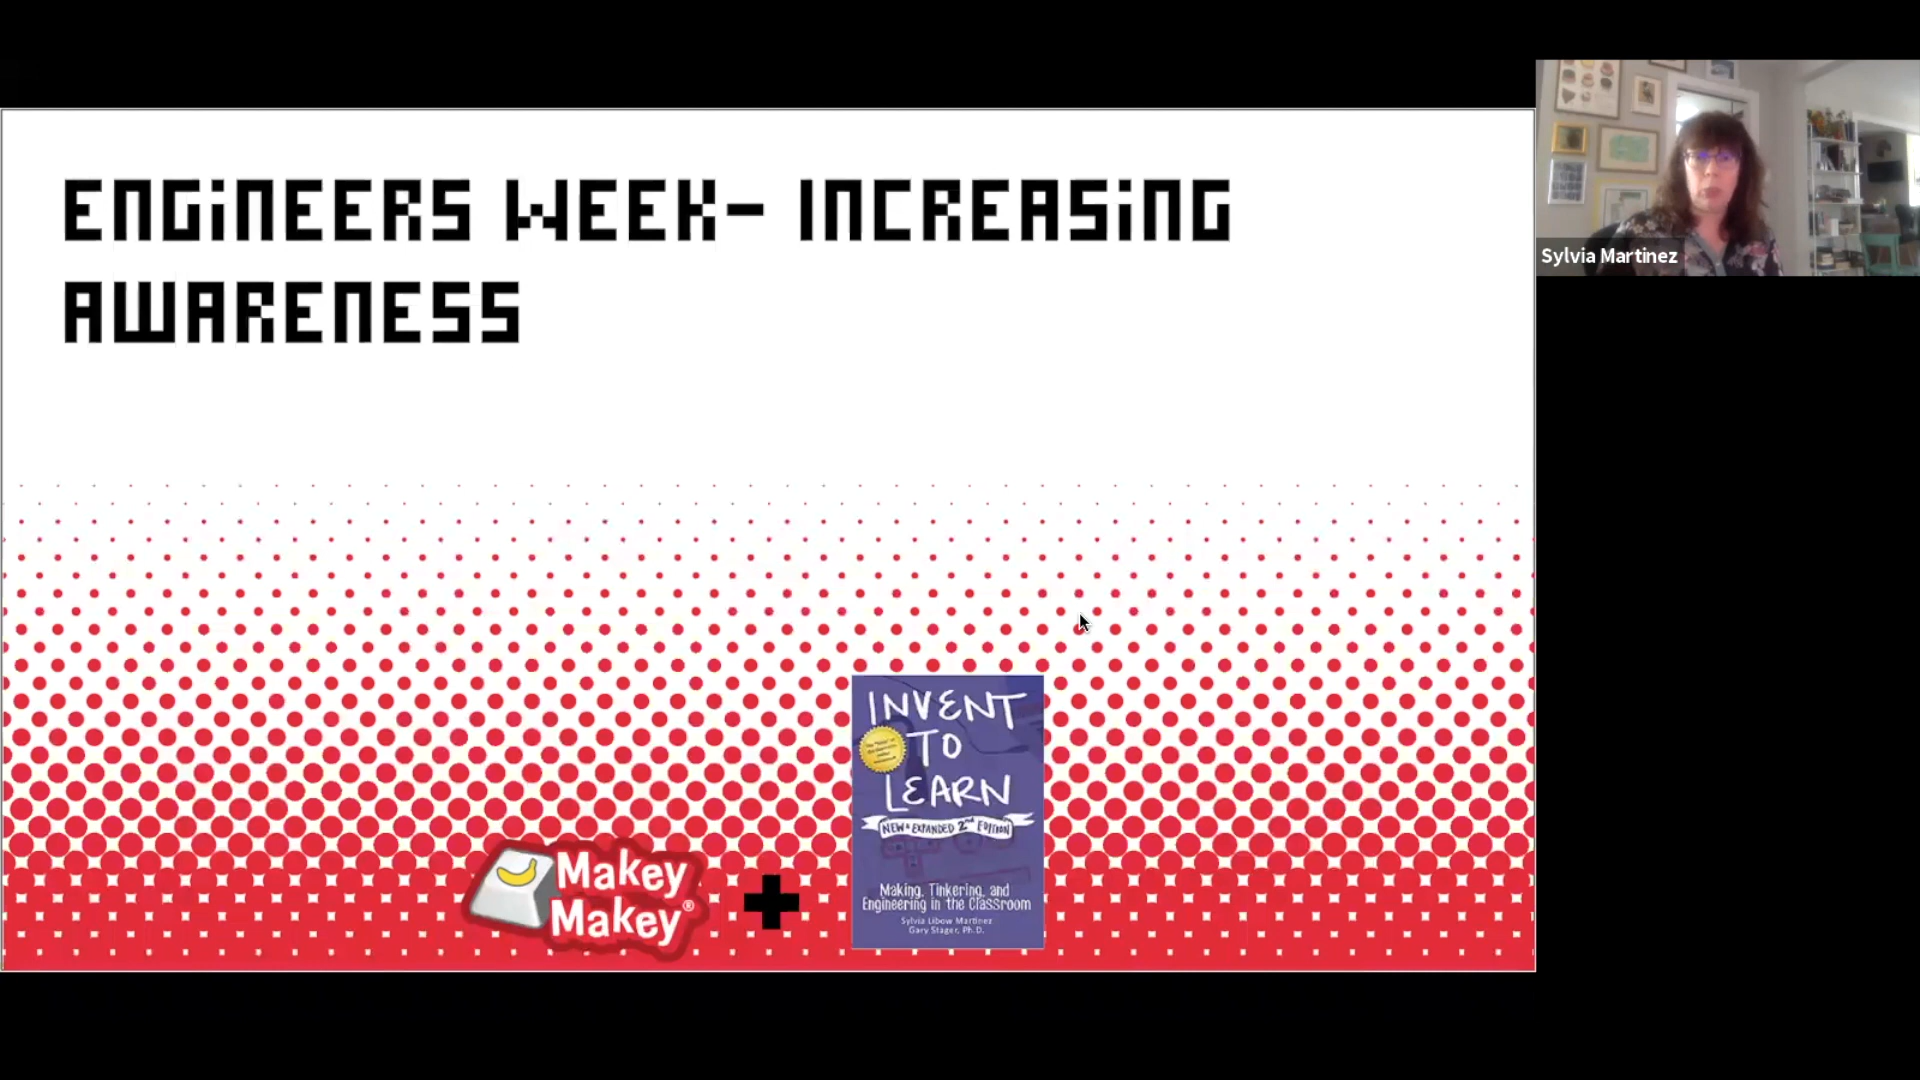 ENGINEERS WEEK- INCREASING
AWARENESS
Sylvia Martinez
INVENT
TO
LEARN
NEW & EXPANDED 2nd EDITION
Making, Tinkering, and
Engineering in the Classroom
Sylvia Libow Martinez
Gary Stager, Ph.D.
Makey
Makey®